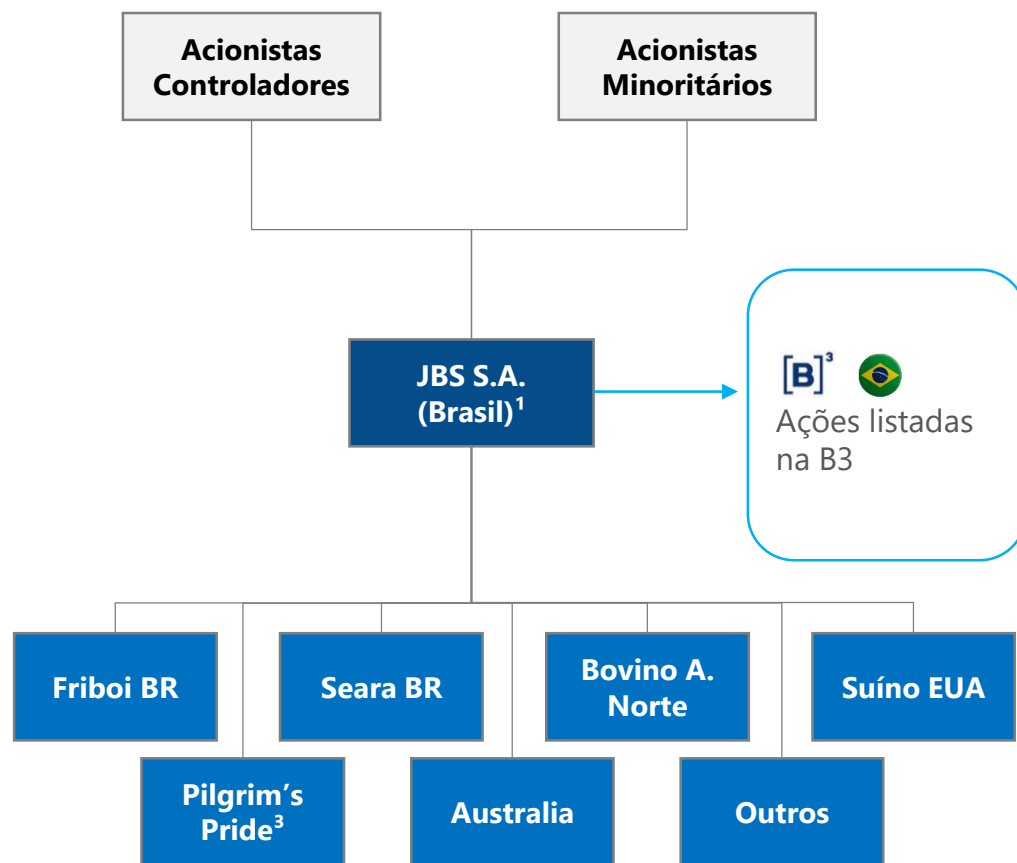 Acionistas
Controladores
Acionistas
Minoritários
JBS S.A.
(Brasil)¹
[B]³
Ações listadas
na B3
Friboi BR
Seara BR
Bovino A.
Norte
Suíno EUA
Pilgrim’s
Pride³
Australia
Outros